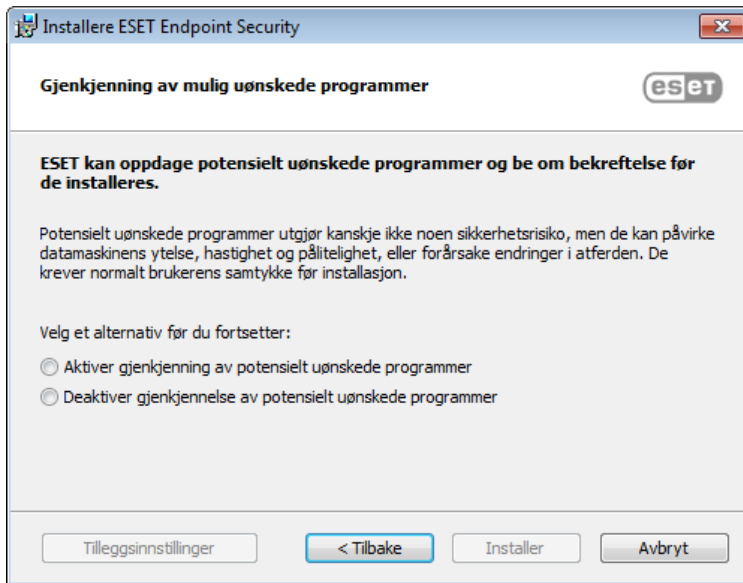 Installere ESET Endpoint Security
Gjenkjenning av mulig uønskede programmer
eseT
ESET kan oppdage potensielt uønskede programmer og be om bekreftelse før
de installeres.
Potensielt uønskede programmer utgjør kanskje ikke noen sikkerhetsrisiko, men de kan påvirke
datamaskinens ytelse, hastighet og pålitelighet, eller forårsake endringer i atferden. De
krever normalt brukerens samtykke før installasjon.
Velg et alternativ før du fortsetter:
Aktiver gjenkjenning av potensielt uønskede programmer
Deaktiver gjenkjennelse av potensielt uønskede programmer
Tilleggsinnstillinger
< Tilbake
Installer
Avbryt